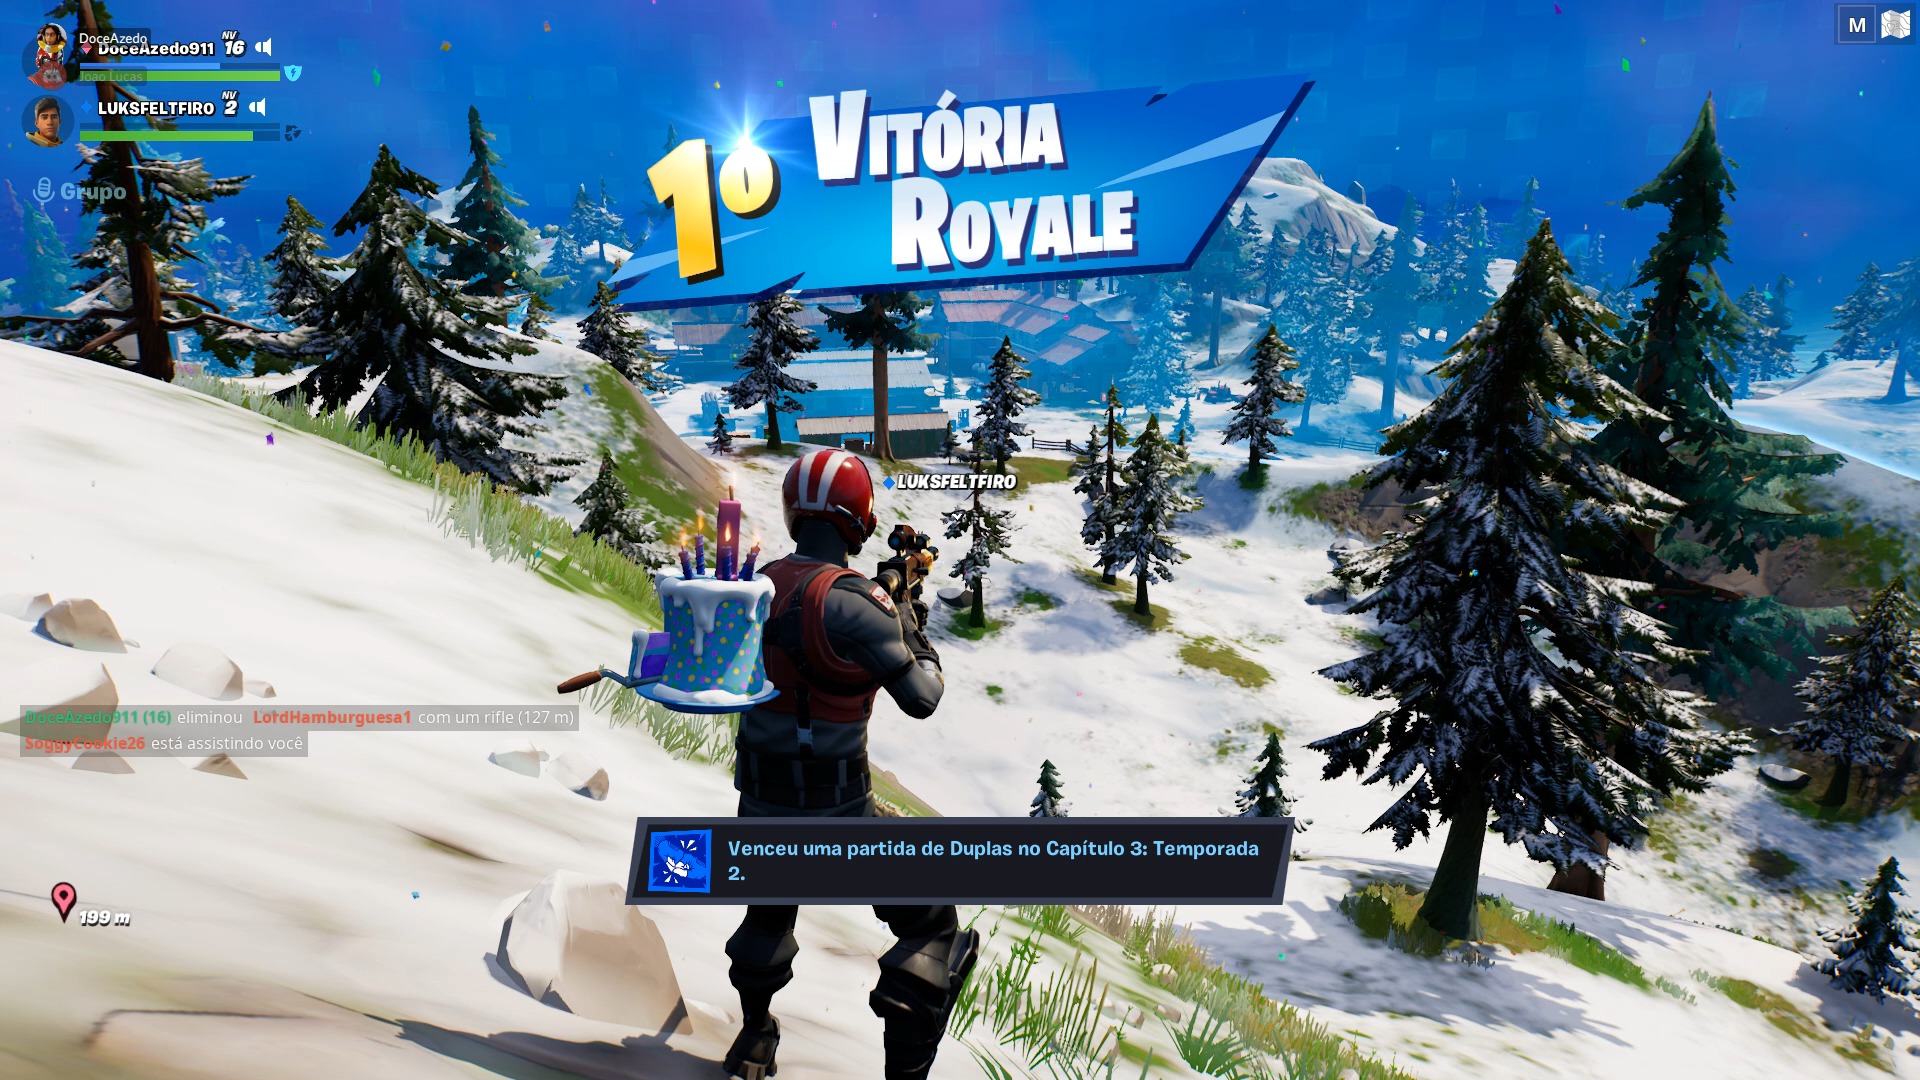 DoceAzedo
DoceAzedo911 NV 16
Joao Lucas
LUKSFELTFIRO NV 2
Grupo
M
1º VITÓRIA
ROYALE
LUKSFELTFIRO
DoceAzedo911 (16) eliminou LordHamburguesa1 com um rifle (127 m)
SoggyCookie26 está assistindo você
Venceu uma partida de Duplas no Capítulo 3: Temporada
2.
199 m